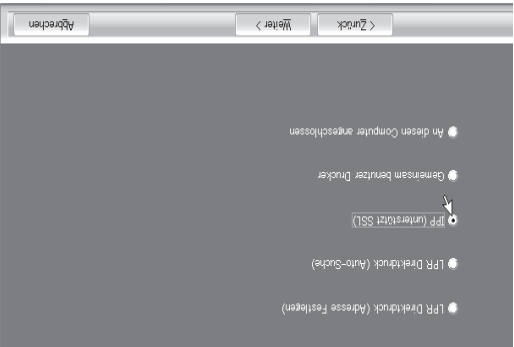 LPR Direktdruck (Adresse Festlegen)
LPR Direktdruck (Auto-Suche)
IPP (unterstützt SSL)
Gemeinsam benutzer Drucker
An diesen Computer angeschlossen
< Zurück
Weiter >
Abbrechen